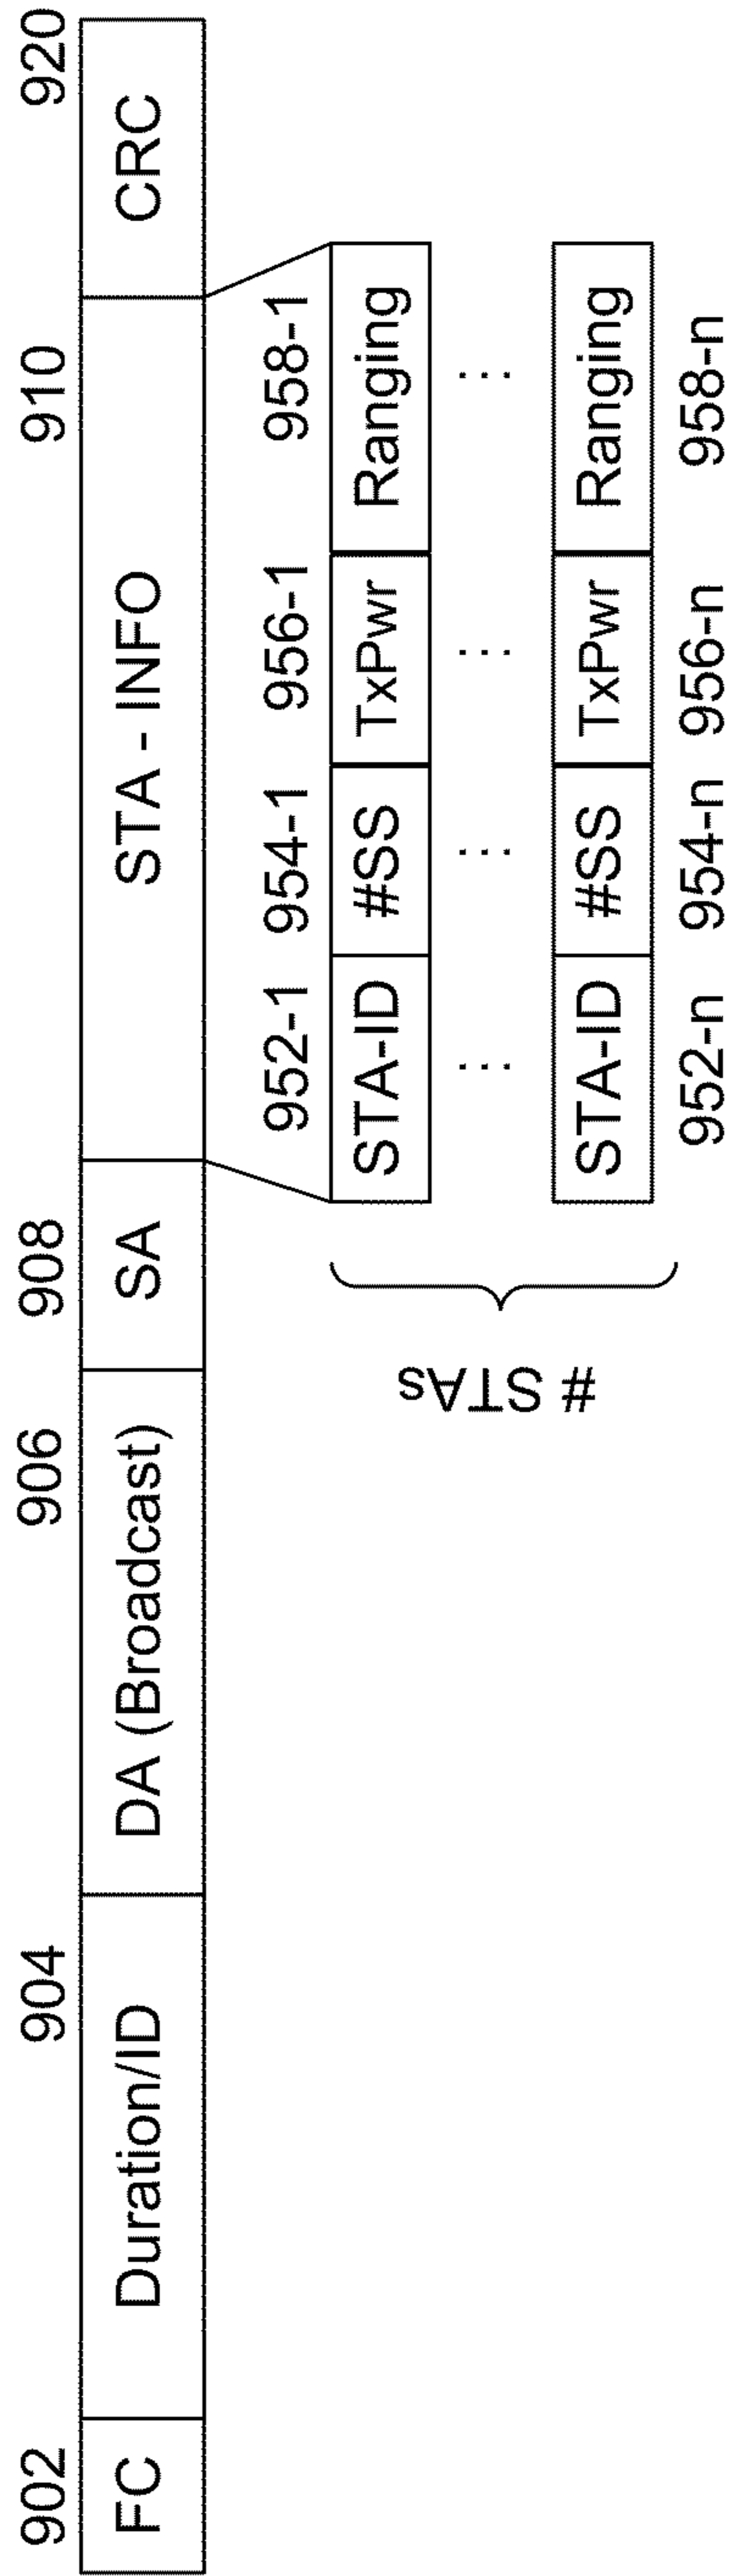 902 904 906 908 910 920
FC Duration/ID DA (Broadcast) SA STA - INFO CRC
952-1 954-1 956-1 958-1
STA-ID #SS TxPwr Ranging
... ... ... ...
# STAs
STA-ID #SS TxPwr Ranging
952-n 954-n 956-n 958-n